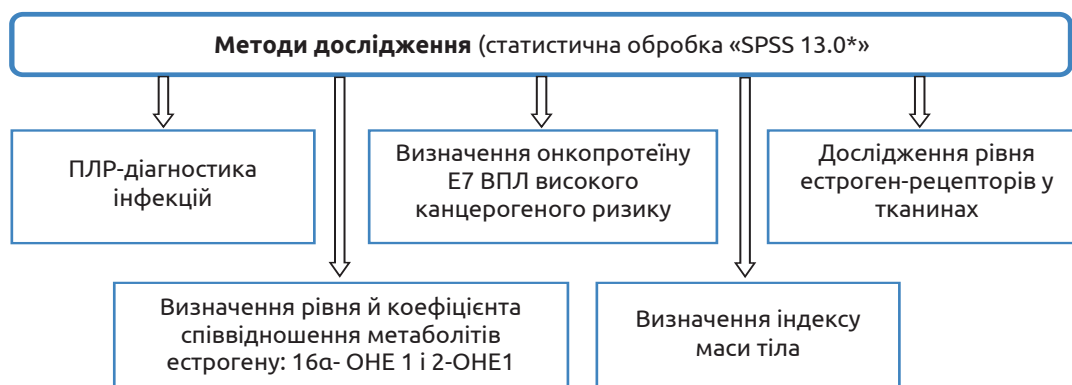 Методи дослідження (статистична обробка «SPSS 13.0*»
ПЛР-діагностика
інфекцій
Визначення онкопротеїну
Е7 ВПЛ високого
канцерогеного ризику
Дослідження рівня
естроген-рецепторів у
тканинах
Визначення рівня й коефіцієнта
співвідношення метаболітів
естрогену: 16α- ОНЕ 1 і 2-ОНЕ1
Визначення індексу
маси тіла